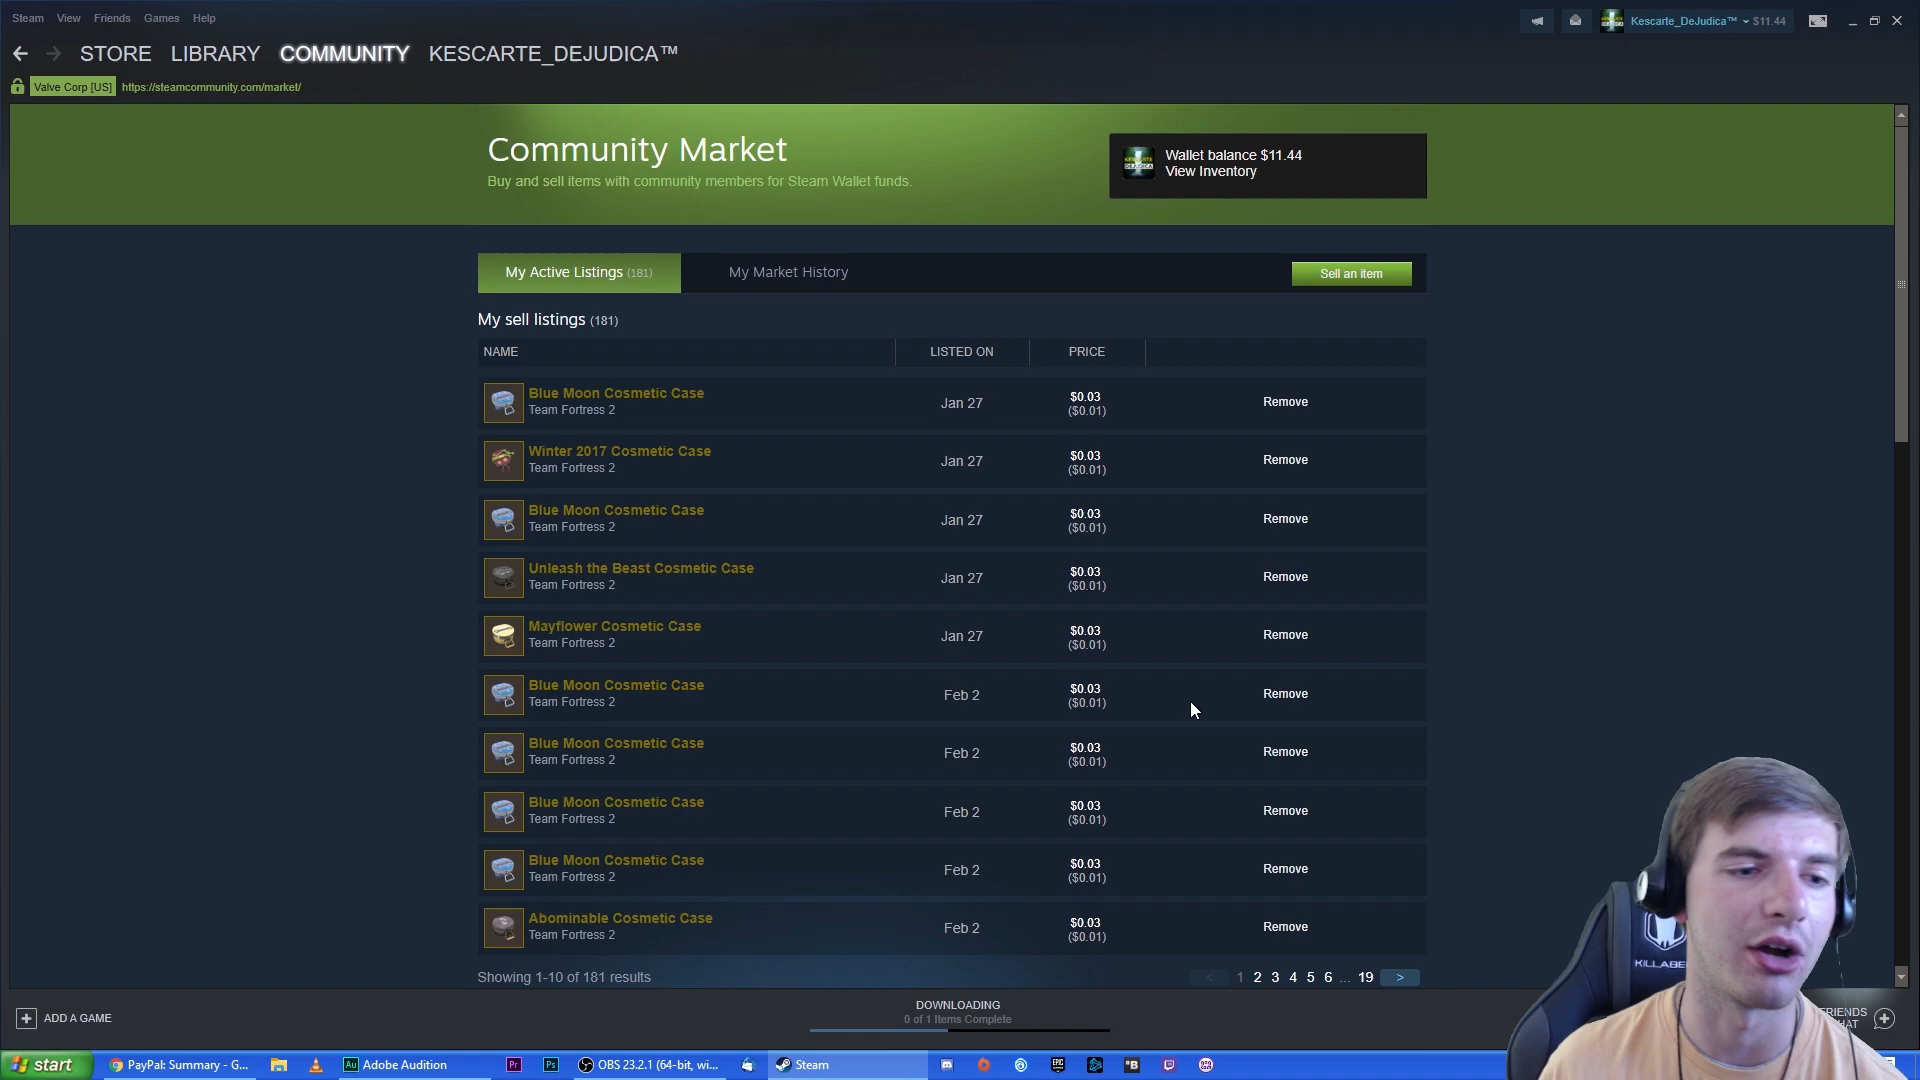 Steam View Friends Games Help
Kescarte_DeJudica™ $11.44
STORE LIBRARY COMMUNITY KESCARTE_DEJUDICA™
Valve Corp [US] https://steamcommunity.com/market/
Community Market
Buy and sell items with community members for Steam Wallet funds.
Wallet balance $11.44
View Inventory
My Active Listings (181) My Market History Sell an item
My sell listings (181)
NAME LISTED ON PRICE
Blue Moon Cosmetic Case
Team Fortress 2
Jan 27
$0.03
($0.01)
Remove
Winter 2017 Cosmetic Case
Team Fortress 2
Jan 27
$0.03
($0.01)
Remove
Blue Moon Cosmetic Case
Team Fortress 2
Jan 27
$0.03
($0.01)
Remove
Unleash the Beast Cosmetic Case
Team Fortress 2
Jan 27
$0.03
($0.01)
Remove
Mayflower Cosmetic Case
Team Fortress 2
Jan 27
$0.03
($0.01)
Remove
Blue Moon Cosmetic Case
Team Fortress 2
Feb 2
$0.03
($0.01)
Remove
Blue Moon Cosmetic Case
Team Fortress 2
Feb 2
$0.03
($0.01)
Remove
Blue Moon Cosmetic Case
Team Fortress 2
Feb 2
$0.03
($0.01)
Remove
Blue Moon Cosmetic Case
Team Fortress 2
Feb 2
$0.03
($0.01)
Remove
Abominable Cosmetic Case
Team Fortress 2
Feb 2
$0.03
($0.01)
Remove
Showing 1-10 of 181 results
< 1 2 3 4 5 6 ... 19 >
ADD A GAME
DOWNLOADING
0 of 1 Items Complete
RIENDS
HAT
KILLABE
start PayPal: Summary - G... Au Adobe Audition Pr Ps OBS 23.2.1 (64-bit, wi... Steam EPIC B